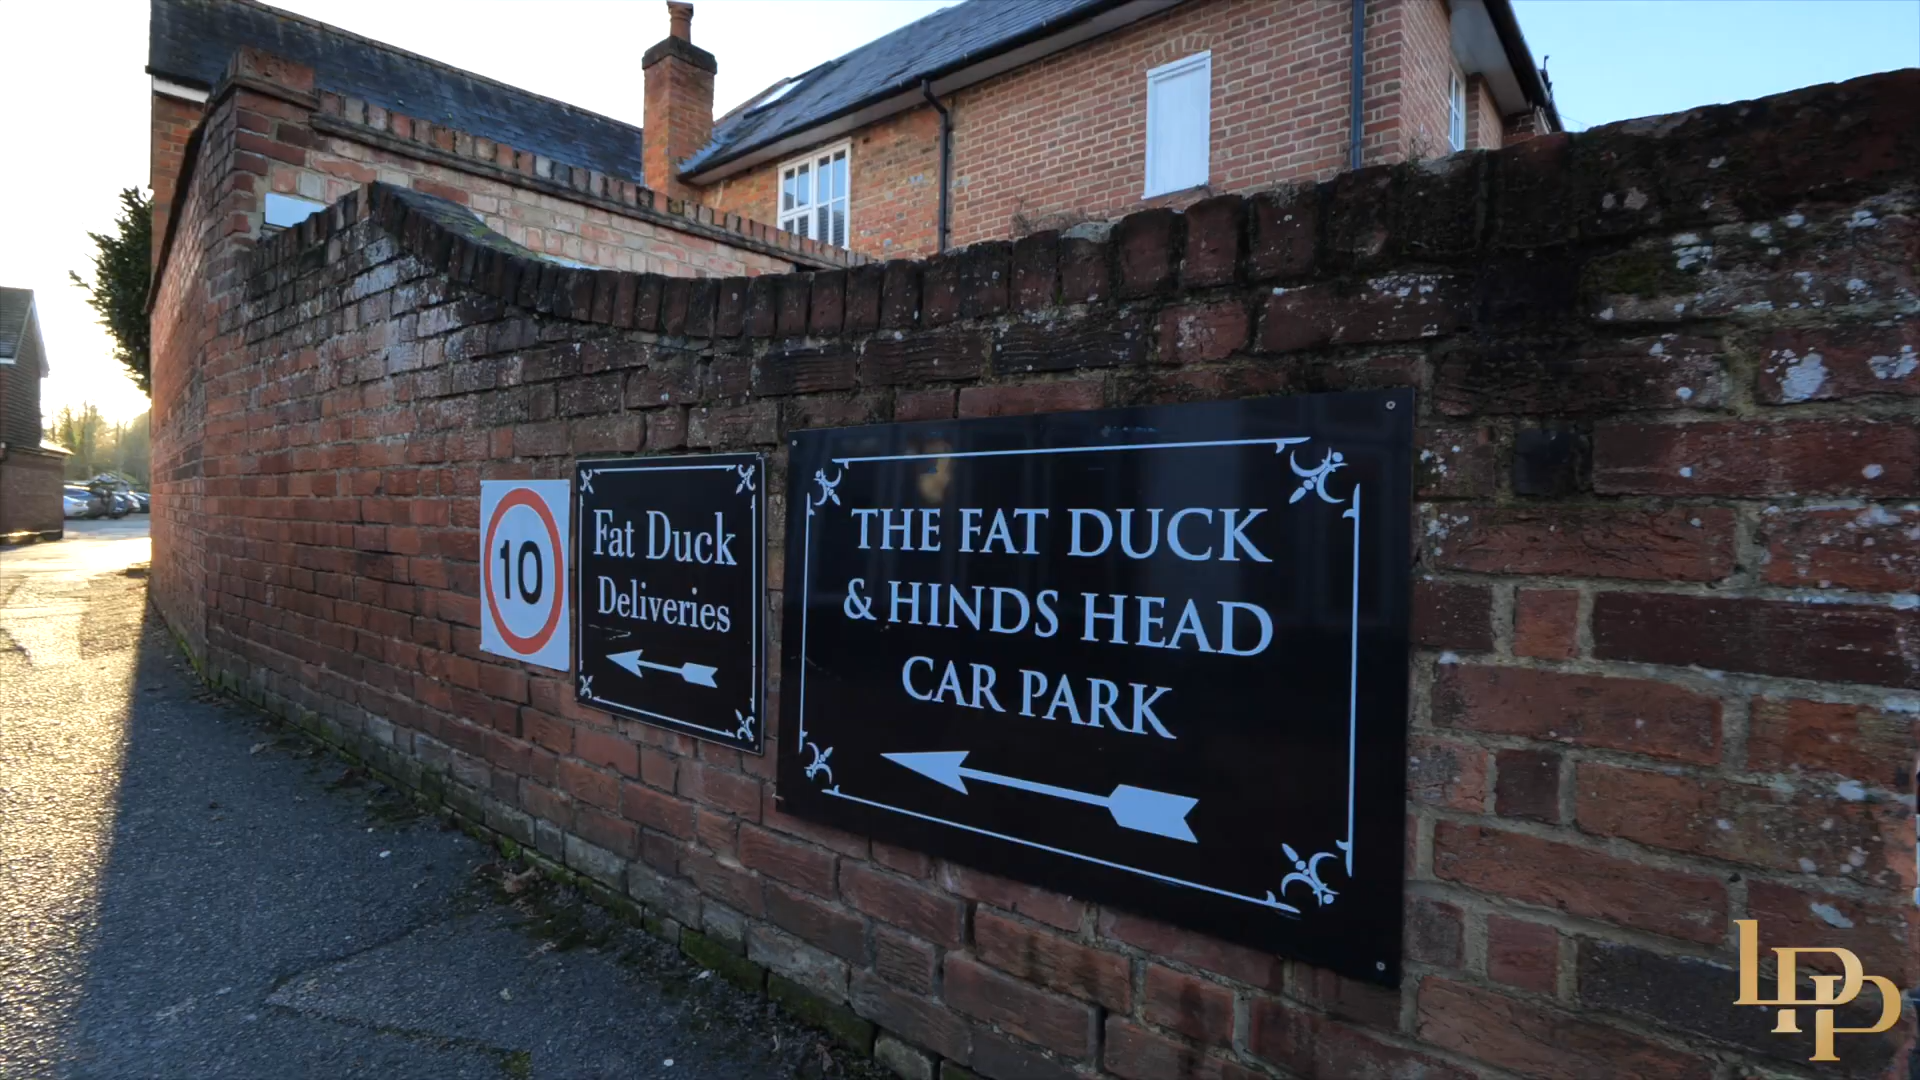 10
Fat Duck
Deliveries
THE FAT DUCK
& HINDS HEAD
CAR PARK
LPP